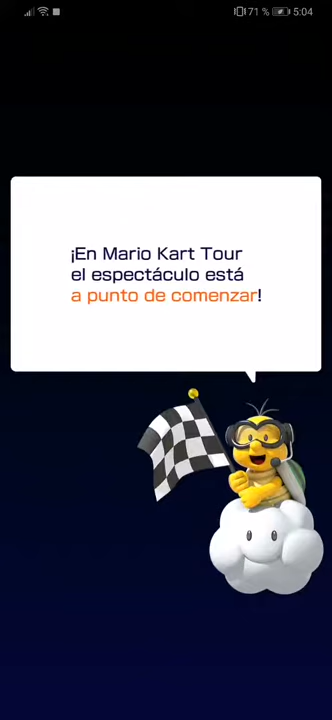 71 % 5:04
¡En Mario Kart Tour
el espectáculo está
a punto de comenzar!